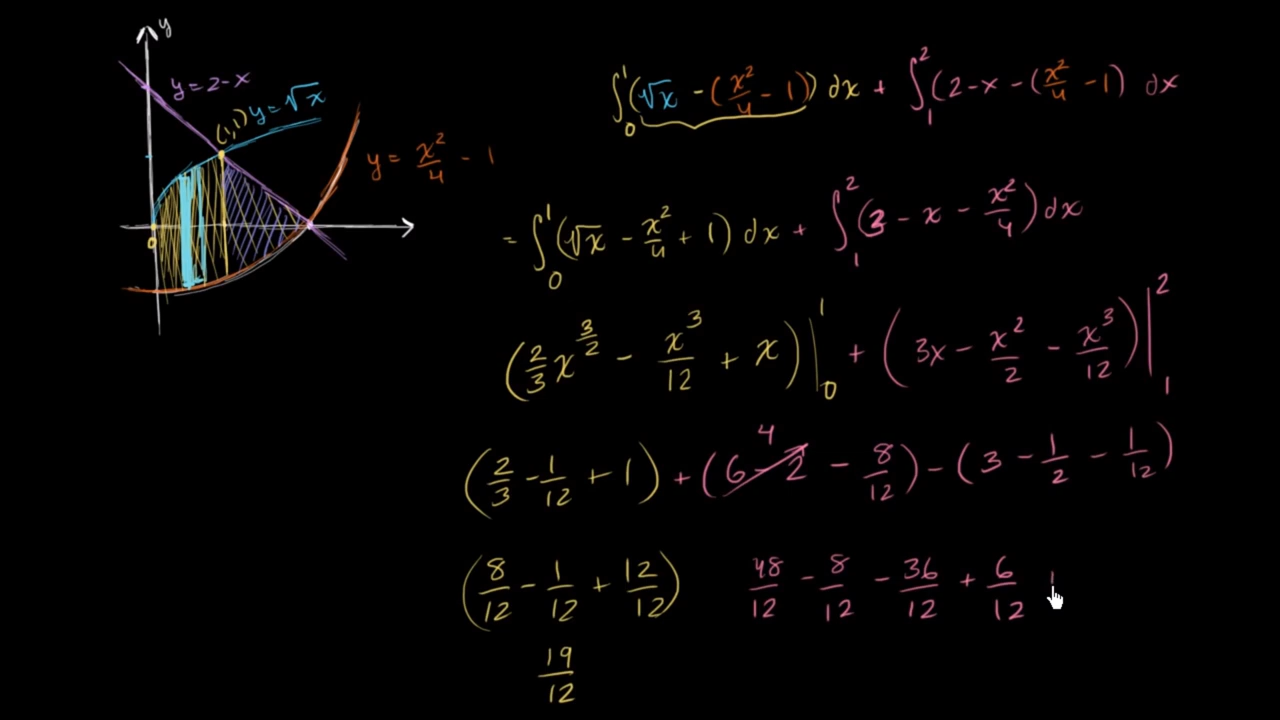 y
y = 2 - x
(1,1) y = √x
y = x²/4 - 1
0
∫₀¹ (√x - (x²/4 - 1)) dx + ∫₁² (2 - x - (x²/4 - 1) dx
= ∫₀¹ (√x - x²/4 + 1) dx + ∫₁² (3 - x - x²/4) dx
(2/3 x^(3/2) - x³/12 + x) |₀¹ + (3x - x²/2 - x³/12) |₁²
4
(2/3 - 1/12 + 1) + (6 - 2 - 8/12) - (3 - 1/2 - 1/12)
(8/12 - 1/12 + 12/12) 48/12 - 8/12 - 36/12 + 6/12
19/12